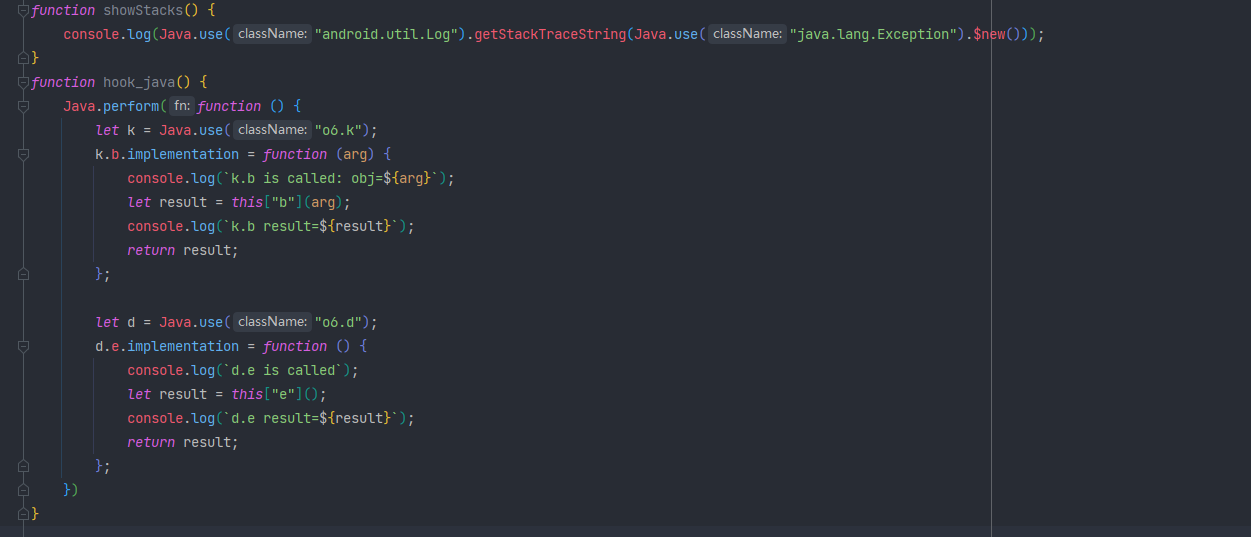 function showStacks() {
    console.log(Java.use( className: "android.util.Log").getStackTraceString(Java.use( className: "java.lang.Exception").$new()));
}
function hook_java() {
    Java.perform( fn: function () {
        let k = Java.use( className: "o6.k");
        k.b.implementation = function (arg) {
            console.log(`k.b is called: obj=${arg}`);
            let result = this["b"](arg);
            console.log(`k.b result=${result}`);
            return result;
        };

        let d = Java.use( className: "o6.d");
        d.e.implementation = function () {
            console.log(`d.e is called`);
            let result = this["e"]();
            console.log(`d.e result=${result}`);
            return result;
        };
    })
}